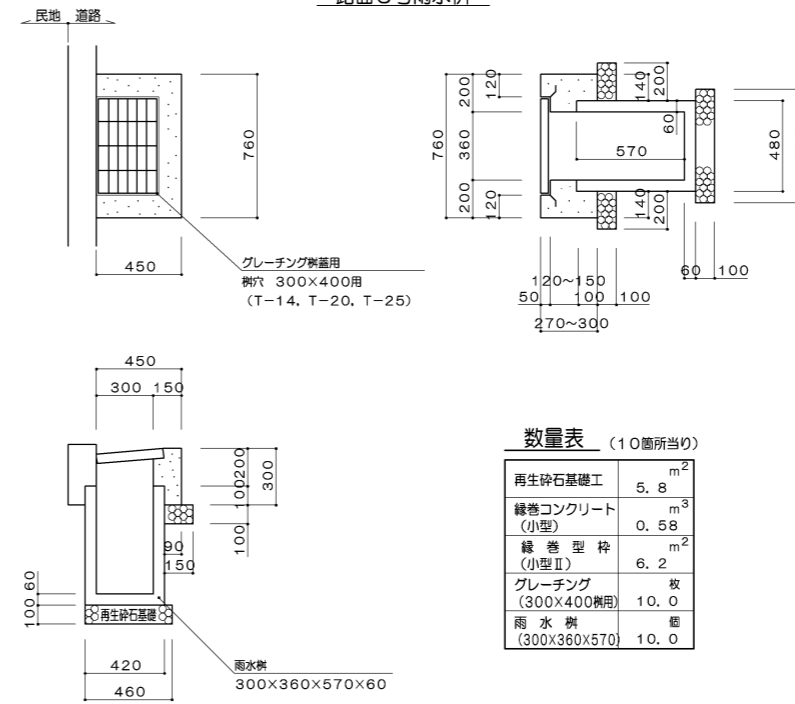 民地 道路
760
450
グレーチング桝蓋用
桝穴 300×400用
(T-14, T-20, T-25)
760
200
360
200
120
120
140
200
60
570
480
140
200
60 100
120~150
50 100 100
270~300
450
300 150
200
100
300
100
90
150
60
100
再生砕石基礎
420
460
雨水桝
300×360×570×60
数量表 (10箇所当り)
再生砕石基礎工 m²
5. 8
縁巻コンクリート m³
(小型) 0. 58
縁 巻 型 枠 m²
(小型Ⅱ) 6. 2
グレーチング 枚
(300×400桝用) 10. 0
雨 水 桝 個
(300×360×570) 10. 0